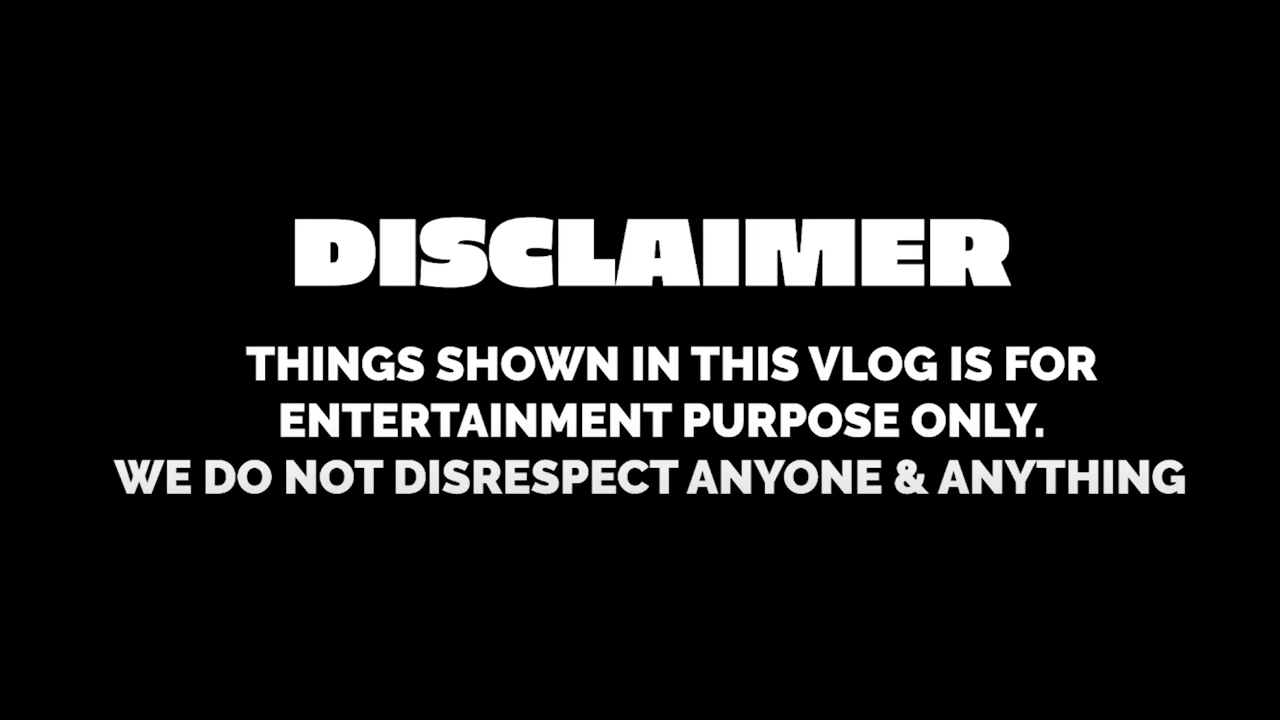 DISCLAIMER
THINGS SHOWN IN THIS VLOG IS FOR
ENTERTAINMENT PURPOSE ONLY.
WE DO NOT DISRESPECT ANYONE & ANYTHING